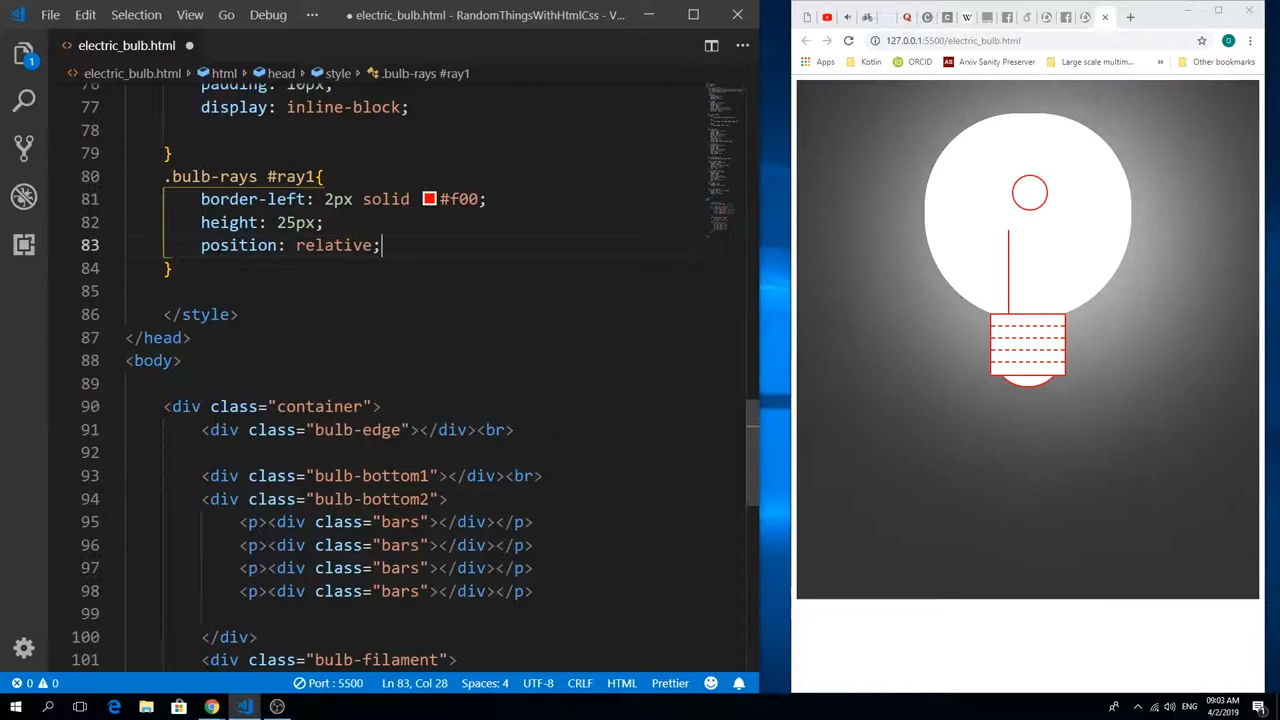 File Edit Selection View Go Debug ··· ● electric_bulb.html - RandomThingsWithHtmlCss - V...
electric_bulb.html ●
electric_bulb.html > html > head > style > .bulb-rays #ray1
76 padding: 10px;
77 display: inline-block;
78
79 }
80 .bulb-rays #ray1{
81 border-left: 2px solid #f00;
82 height: 25px;
83 position: relative;
84 }
85
86 </style>
87 </head>
88 <body>
89
90 <div class="container">
91 <div class="bulb-edge"></div><br>
92
93 <div class="bulb-bottom1"></div><br>
94 <div class="bulb-bottom2">
95 <p><div class="bars"></div></p>
96 <p><div class="bars"></div></p>
97 <p><div class="bars"></div></p>
98 <p><div class="bars"></div></p>
99
100 </div>
101 <div class="bulb-filament">
1
0 0 Port : 5500 Ln 83, Col 28 Spaces: 4 UTF-8 CRLF HTML Prettier
127.0.0.1:5500/electric_bulb.html
Apps Kotlin ORCID Arxiv Sanity Preserver Large scale multim... » Other bookmarks
ENG 09:03 AM
4/2/2019